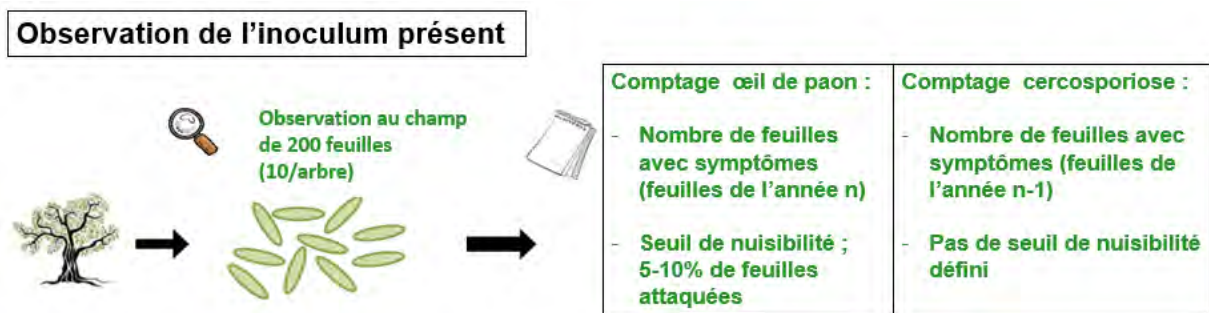 Observation de l'inoculum présent
Observation au champ
de 200 feuilles
(10/arbre)
Comptage œil de paon :
- Nombre de feuilles
avec symptômes
(feuilles de l'année n)
- Seuil de nuisibilité ;
5-10% de feuilles
attaquées
Comptage cercosporiose :
- Nombre de feuilles avec
symptômes (feuilles de
l'année n-1)
- Pas de seuil de nuisibilité
défini